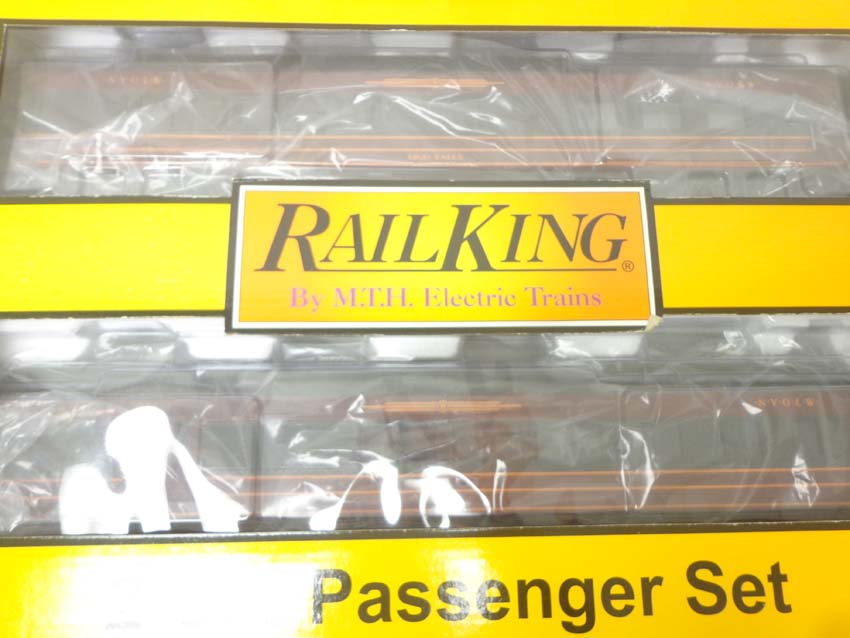 RAILKING®
By M.T.H. Electric Trains
Passenger Set